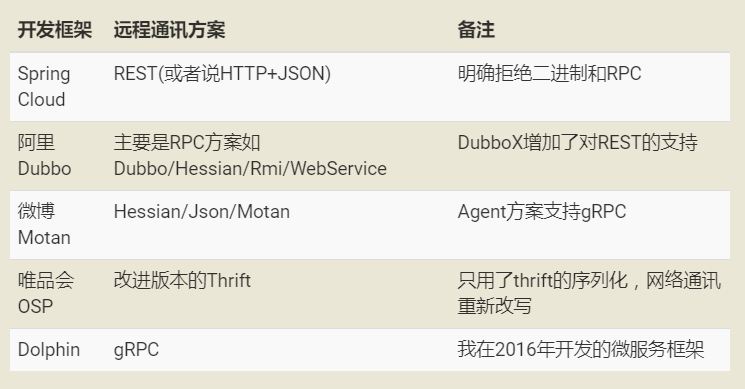 开发框架 远程通讯方案 备注
Spring Cloud REST(或者说HTTP+JSON) 明确拒绝二进制和RPC
阿里 Dubbo 主要是RPC方案如 Dubbo/Hessian/Rmi/WebService DubboX增加了对REST的支持
微博 Motan Hessian/Json/Motan Agent方案支持gRPC
唯品会 OSP 改进版本的Thrift 只用了thrift的序列化，网络通讯重新改写
Dolphin gRPC 我在2016年开发的微服务框架